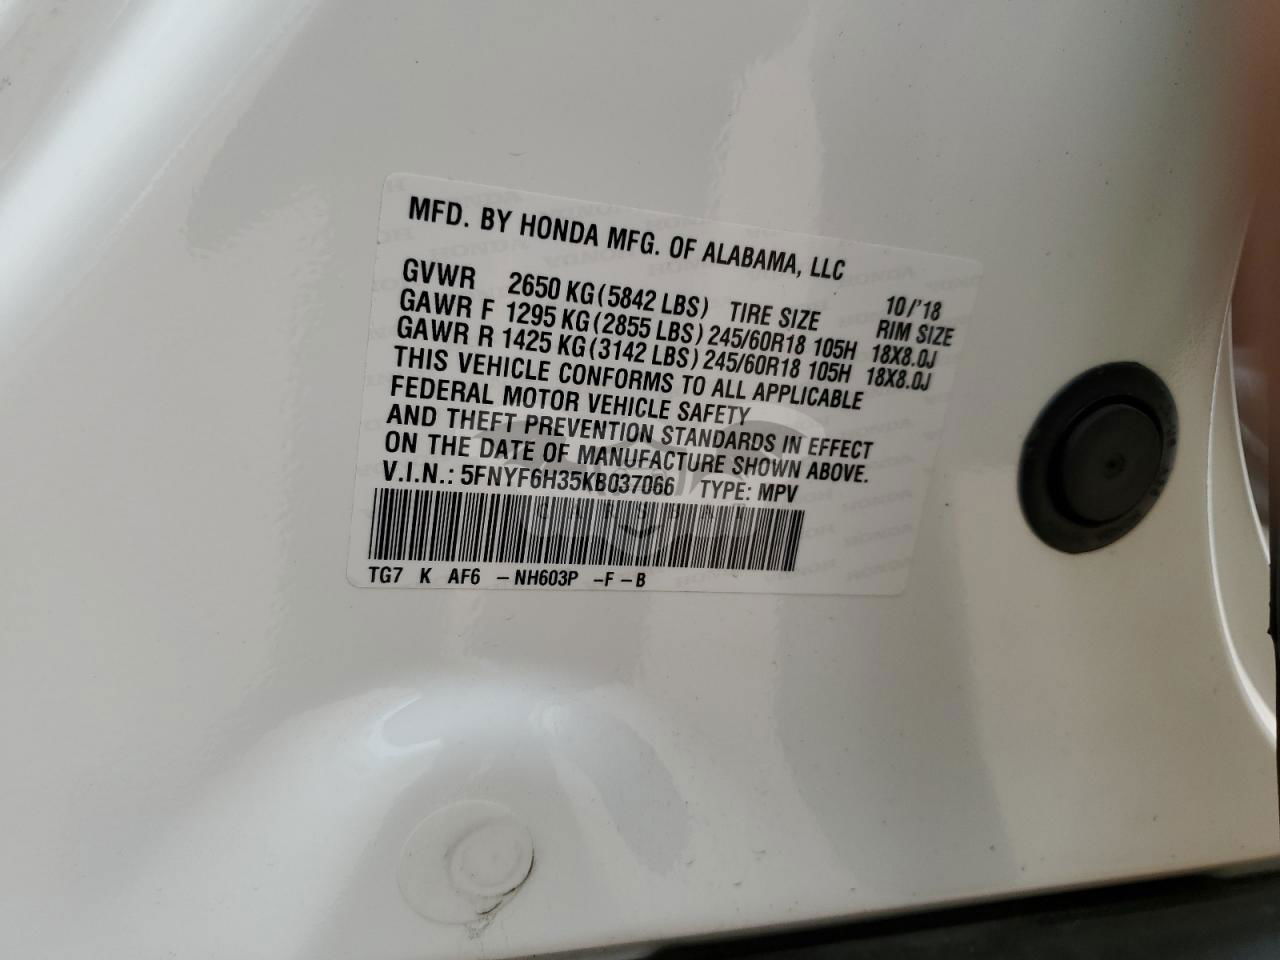 MFD. BY HONDA MFG. OF ALABAMA, LLC
10/'18
GVWR 2650 KG(5842 LBS) TIRE SIZE RIM SIZE
GAWR F 1295 KG(2855 LBS) 245/60R18 105H 18X8.0J
GAWR R 1425 KG(3142 LBS) 245/60R18 105H 18X8.0J
THIS VEHICLE CONFORMS TO ALL APPLICABLE
FEDERAL MOTOR VEHICLE SAFETY
AND THEFT PREVENTION STANDARDS IN EFFECT
ON THE DATE OF MANUFACTURE SHOWN ABOVE.
V.I.N.: 5FNYF6H35KB037066 TYPE: MPV
TG7 K AF6 -NH603P -F-B